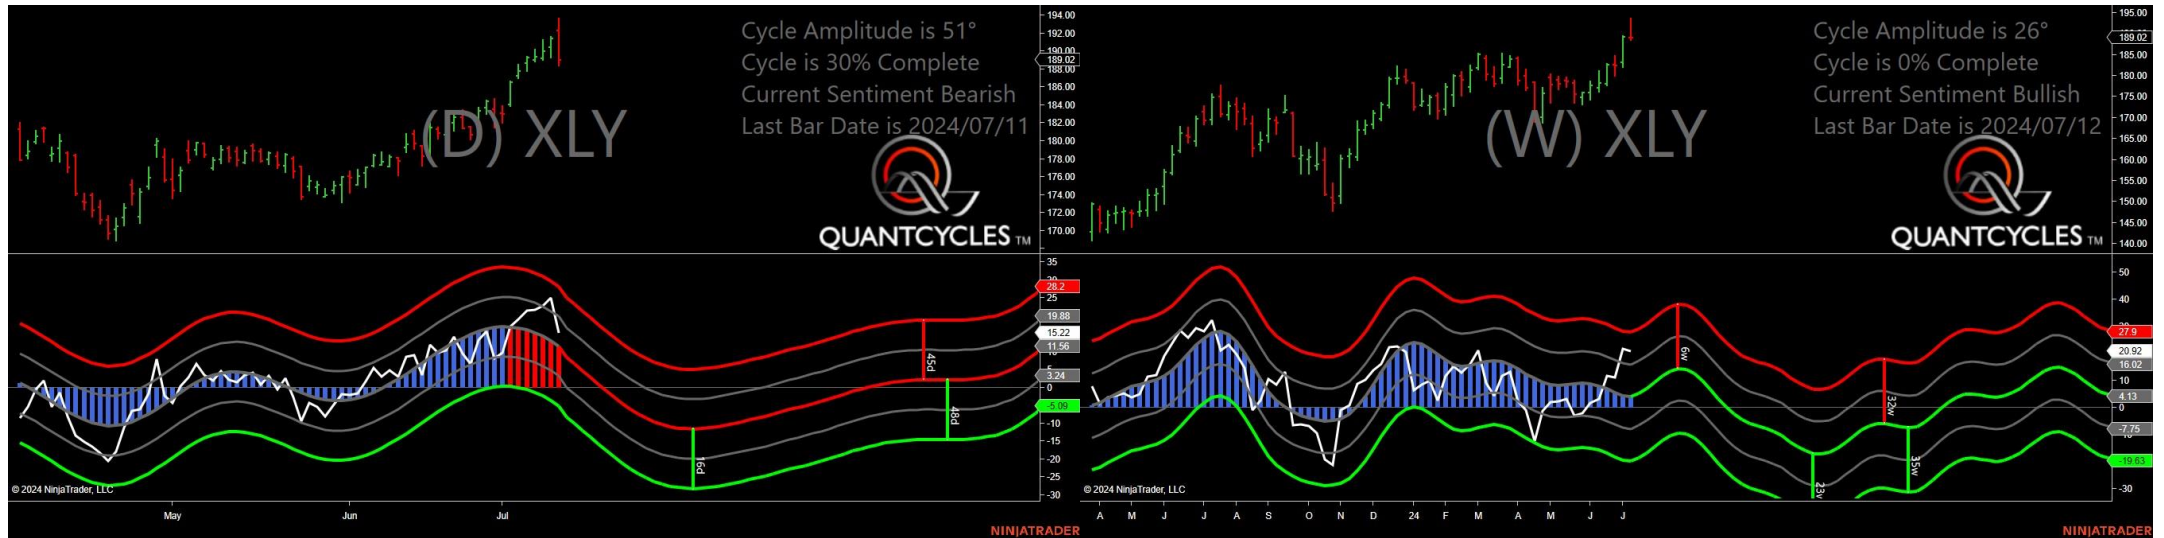 Cycle Amplitude is 51°
Cycle is 30% Complete
Current Sentiment Bearish
Last Bar Date is 2024/07/11
(D) XLY
QUANTCYCLES TM
194.00
192.00
190.00
189.02
188.00
186.00
184.00
182.00
180.00
178.00
176.00
174.00
172.00
170.00
35
28.2
25
19.88
15.22
11.56
5
3.24
0
-5.09
-10
-15
-20
-25
-30
45d
48d
16d
© 2024 NinjaTrader, LLC
May
Jun
Jul
NINJATRADER
Cycle Amplitude is 26°
Cycle is 0% Complete
Current Sentiment Bullish
Last Bar Date is 2024/07/12
(W) XLY
QUANTCYCLES TM
195.00
189.02
185.00
180.00
175.00
170.00
165.00
160.00
155.00
150.00
145.00
140.00
50
40
27.9
20.92
16.02
10
4.13
0
-7.75
-19.63
-30
6w
32w
35w
© 2024 NinjaTrader, LLC
A M J J A S O N D 24 F M A M J J
NINJATRADER